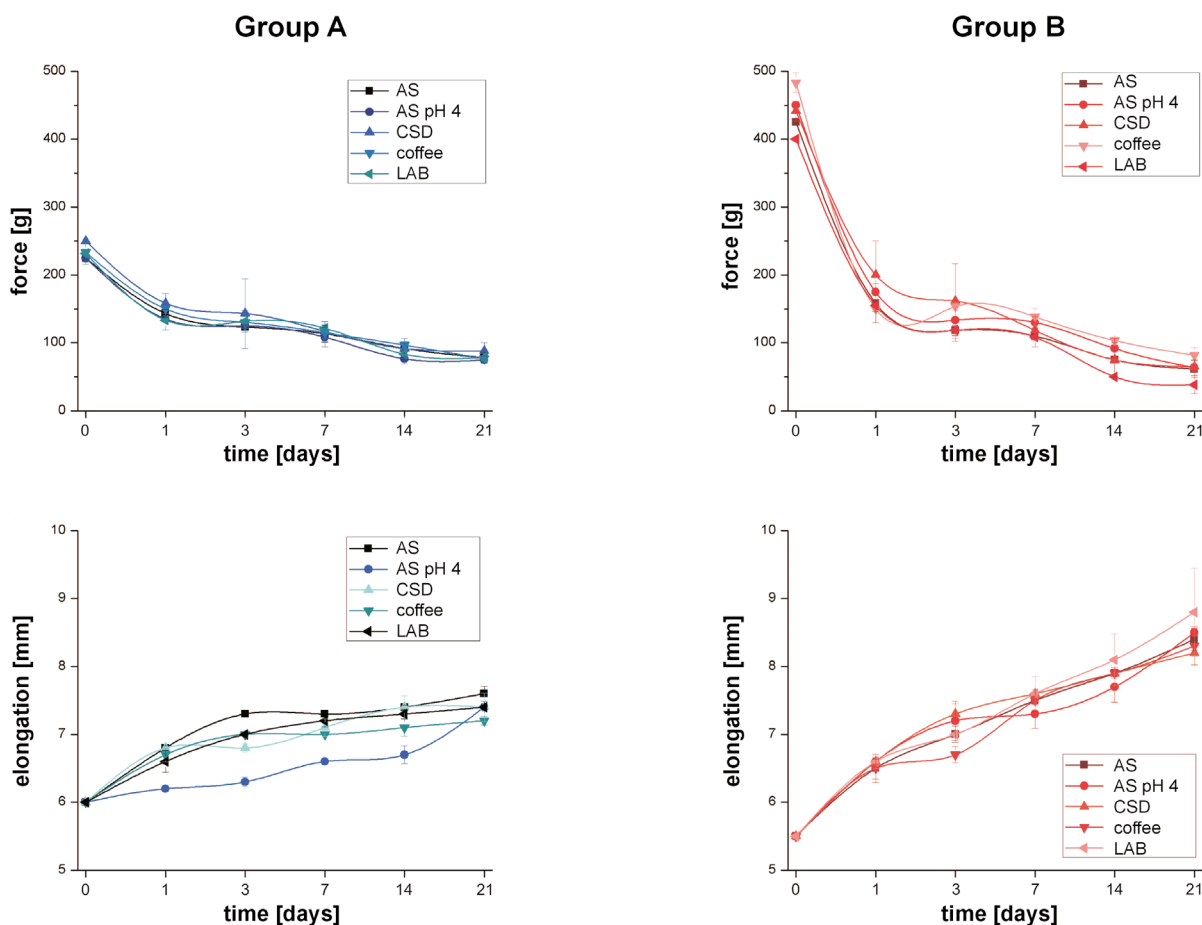 Group A
500
400
300
200
100
0
force [g]
AS
AS pH 4
CSD
coffee
LAB
0 1 3 7 14 21
time [days]
Group B
500
400
300
200
100
0
force [g]
AS
AS pH 4
CSD
coffee
LAB
0 1 3 7 14 21
time [days]
10
9
8
7
6
5
elongation [mm]
AS
AS pH 4
CSD
coffee
LAB
0 1 3 7 14 21
time [days]
10
9
8
7
6
5
elongation [mm]
AS
AS pH 4
CSD
coffee
LAB
0 1 3 7 14 21
time [days]